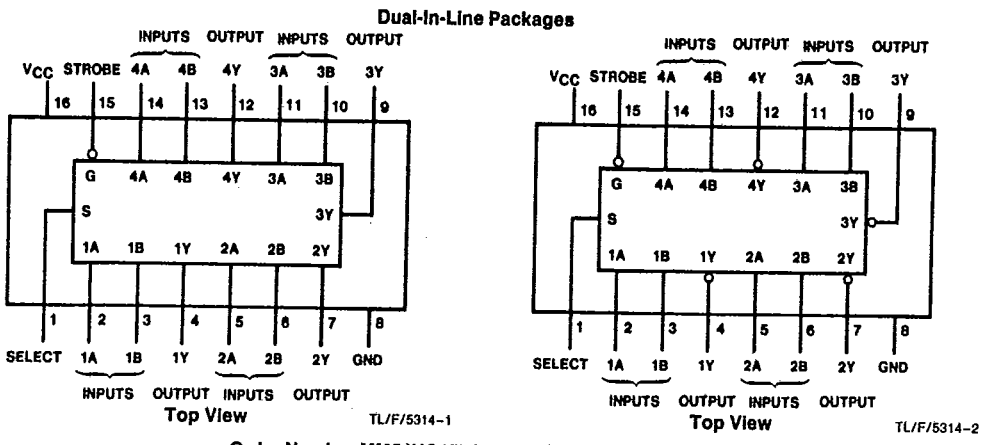 Dual-In-Line Packages
INPUTS OUTPUT INPUTS OUTPUT
VCC STROBE 4A 4B 4Y 3A 3B 3Y
16 15 14 13 12 11 10 9
G 4A 4B 4Y 3A 3B
S 3Y
1A 1B 1Y 2A 2B 2Y
1 2 3 4 5 6 7 8
SELECT 1A 1B 1Y 2A 2B 2Y GND
INPUTS OUTPUT INPUTS OUTPUT
Top View
TL/F/5314-1
INPUTS OUTPUT INPUTS OUTPUT
VCC STROBE 4A 4B 4Y 3A 3B 3Y
16 15 14 13 12 11 10 9
G 4A 4B 4Y 3A 3B
S 3Y
1A 1B 1Y 2A 2B 2Y
1 2 3 4 5 6 7 8
SELECT 1A 1B 1Y 2A 2B 2Y GND
INPUTS OUTPUT INPUTS OUTPUT
Top View
TL/F/5314-2